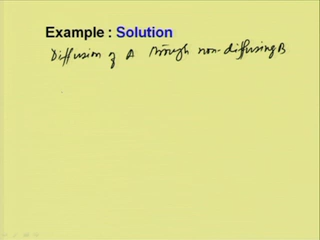 Example : Solution
Diffusion of A through non-diffusing B